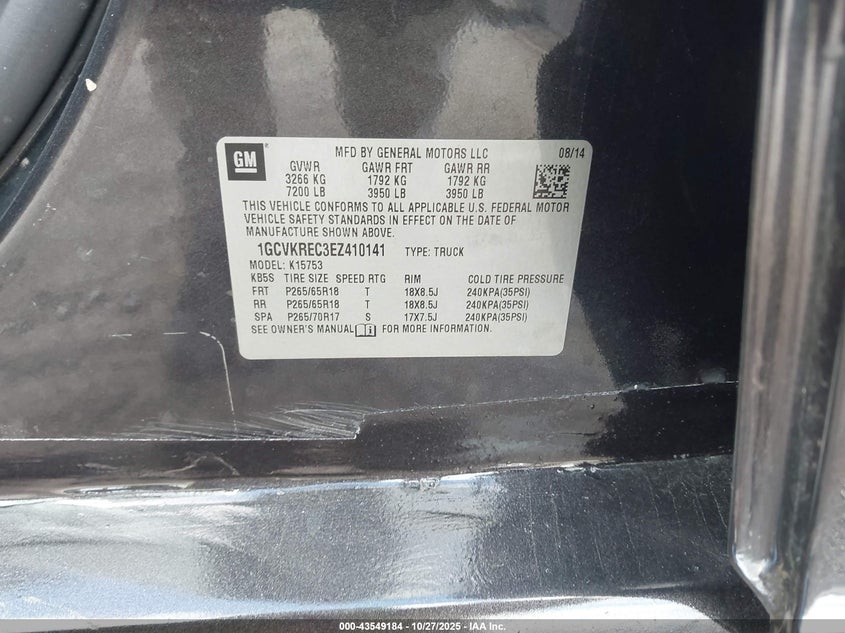 GM
MFD BY GENERAL MOTORS LLC 08/14
GVWR GAWR FRT GAWR RR
3266 KG 1792 KG 1792 KG
7200 LB 3950 LB 3950 LB
THIS VEHICLE CONFORMS TO ALL APPLICABLE U.S. FEDERAL MOTOR
VEHICLE SAFETY STANDARDS IN EFFECT ON THE DATE OF
MANUFACTURE SHOWN ABOVE.
1GCVKREC3EZ410141 TYPE: TRUCK
MODEL: K15753
KB5S TIRE SIZE SPEED RTG RIM COLD TIRE PRESSURE
FRT P265/65R18 T 18X8.5J 240KPA(35PSI)
RR P265/65R18 T 18X8.5J 240KPA(35PSI)
SPA P265/70R17 S 17X7.5J 240KPA(35PSI)
SEE OWNER'S MANUAL FOR MORE INFORMATION.
000-43549184 - 10/27/2025 - IAA Inc.